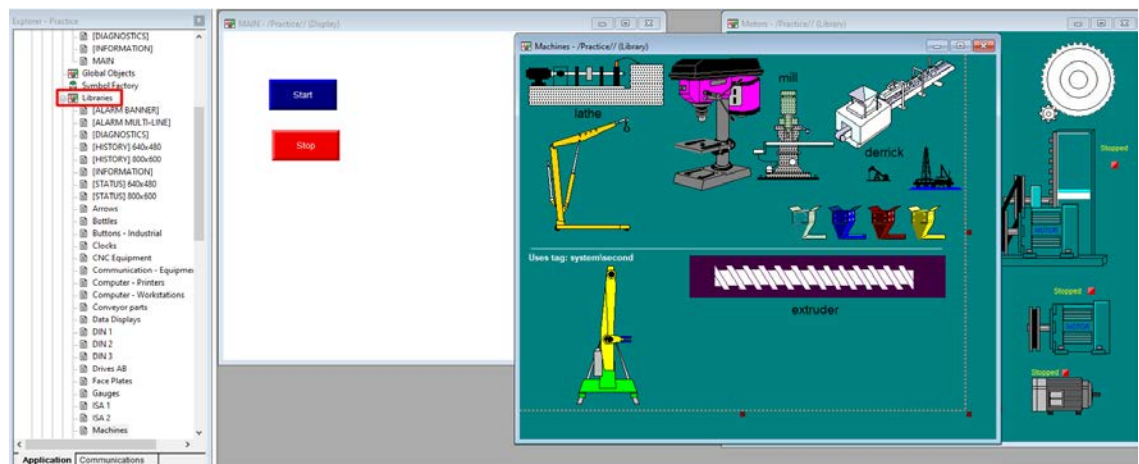 Explorer - Practice
[DIAGNOSTICS]
[INFORMATION]
MAIN
Global Objects
Symbol Factory
Libraries
[ALARM BANNER]
[ALARM MULTI-LINE]
[DIAGNOSTICS]
[HISTORY] 640x480
[HISTORY] 800x600
[INFORMATION]
[STATUS] 640x480
[STATUS] 800x600
Arrows
Bottles
Buttons - Industrial
Clocks
CNC Equipment
Communication - Equipmer
Computer - Printers
Computer - Workstations
Conveyor parts
Data Displays
DIN 1
DIN 2
DIN 3
Drives AB
Face Plates
Gauges
ISA 1
ISA 2
Machines
Application
Communications
MAIN - /Practice// (Display)
Start
Stop
Motors - /Practice// (Library)
Stopped
MOTOR
Stopped
MOTOR
Stopped
Machines - /Practice// (Library)
lathe
mill
derrick
Uses tag: system\second
extruder